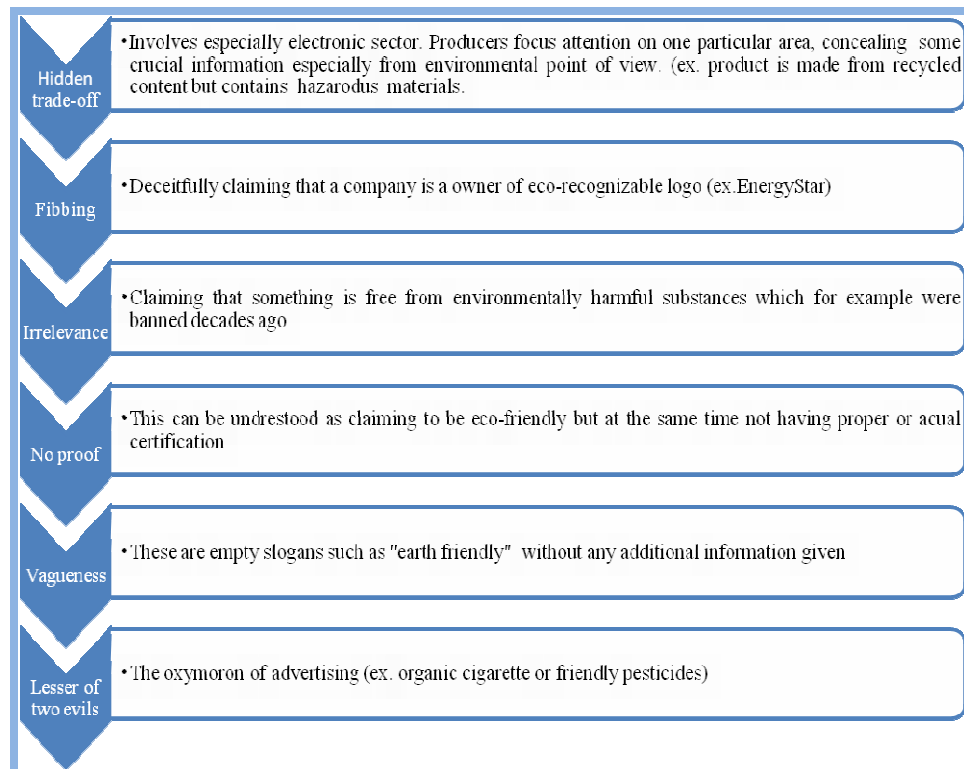 Hidden
trade-off
•Involves especially electronic sector. Producers focus attention on one particular area, concealing some
crucial information especially from environmental point of view. (ex. product is made from recycled
content but contains hazarodus materials.
Fibbing
•Deceitfully claiming that a company is a owner of eco-recognizable logo (ex.EnergyStar)
Irrelevance
•Claiming that something is free from environmentally harmful substances which for example were
banned decades ago
No proof
•This can be undrestood as claiming to be eco-friendly but at the same time not having proper or acual
certification
Vagueness
•These are empty slogans such as "earth friendly" without any additional information given
Lesser of
two evils
•The oxymoron of advertising (ex. organic cigarette or friendly pesticides)